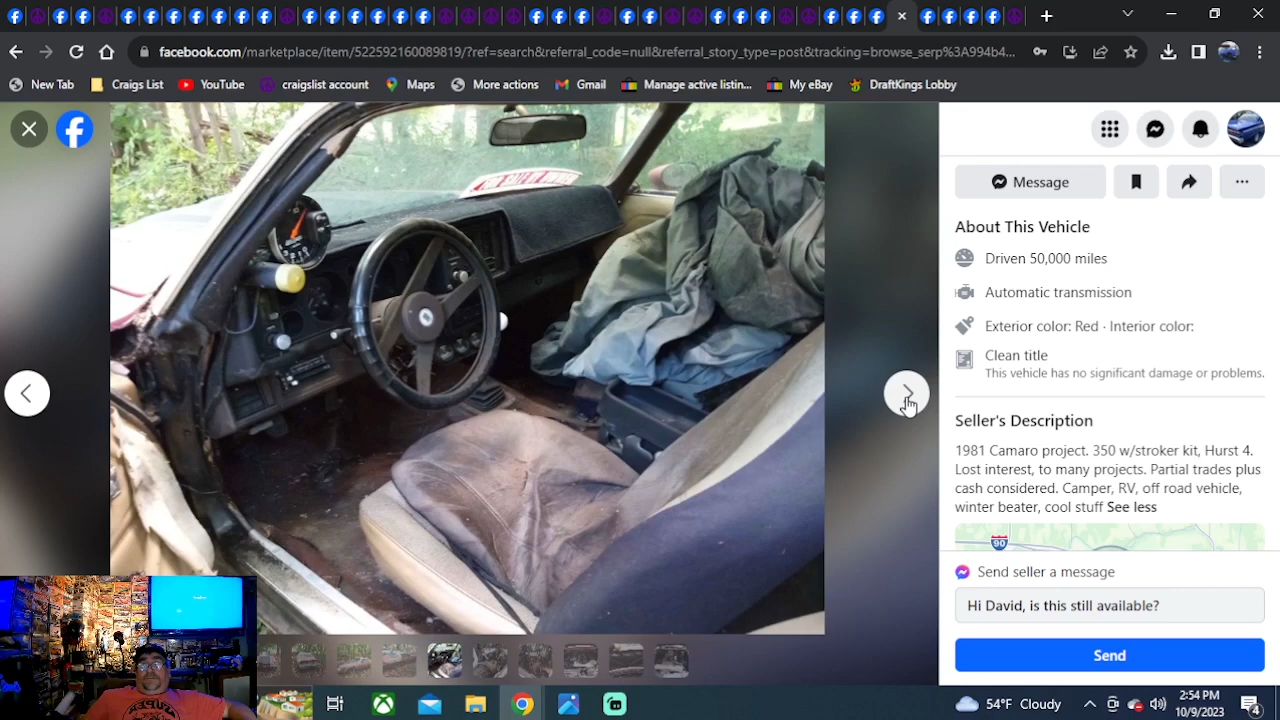 facebook.com/marketplace/item/522592160089819/?ref=search&referral_code=null&referral_story_type=post&tracking=browse_serp%3A994b4...
New Tab
Craigs List
YouTube
craigslist account
Maps
More actions
Gmail
Manage active listin...
My eBay
DraftKings Lobby
Message
About This Vehicle
Driven 50,000 miles
Automatic transmission
Exterior color: Red · Interior color:
Clean title
This vehicle has no significant damage or problems.
Seller's Description
1981 Camaro project. 350 w/stroker kit, Hurst 4.
Lost interest, to many projects. Partial trades plus
cash considered. Camper, RV, off road vehicle,
winter beater, cool stuff See less
90
Send seller a message
Hi David, is this still available?
Send
54°F Cloudy
2:54 PM
10/9/2023
4